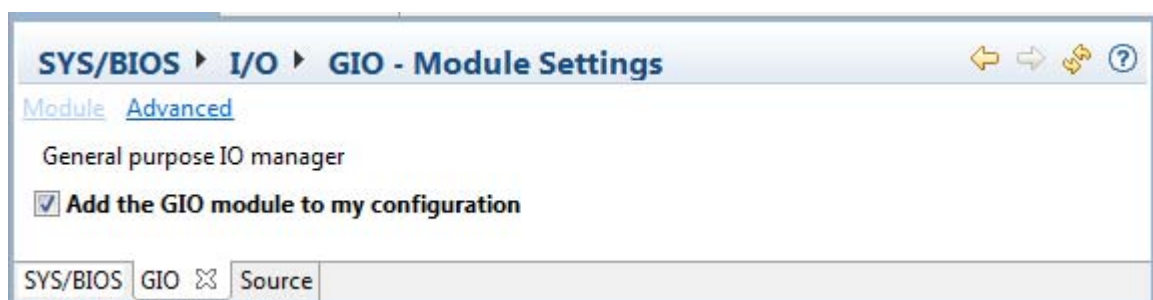 SYS/BIOS I/O GIO - Module Settings
Module Advanced
General purpose IO manager
Add the GIO module to my configuration
SYS/BIOS GIO Source